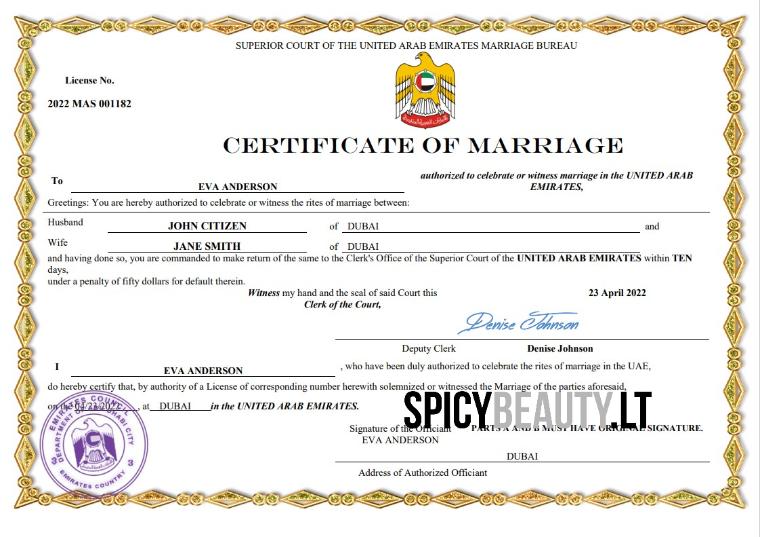 SUPERIOR COURT OF THE UNITED ARAB EMIRATES MARRIAGE BUREAU
License No.
2022 MAS 001182
CERTIFICATE OF MARRIAGE
To EVA ANDERSON authorized to celebrate or witness marriage in the UNITED ARAB
EMIRATES,
Greetings: You are hereby authorized to celebrate or witness the rites of marriage between:
Husband JOHN CITIZEN of DUBAI and
Wife JANE SMITH of DUBAI
and having done so, you are commanded to make return of the same to the Clerk's Office of the Superior Court of the UNITED ARAB EMIRATES within TEN
days,
under a penalty of fifty dollars for default therein.
Witness my hand and the seal of said Court this 23 April 2022
Clerk of the Court,
Denise Johnson
Deputy Clerk Denise Johnson
I EVA ANDERSON , who have been duly authorized to celebrate the rites of marriage in the UAE,
do hereby certify that, by authority of a License of corresponding number herewith solemnized or witnessed the Marriage of the parties aforesaid,
on the 04/23/2022 , at DUBAI in the UNITED ARAB EMIRATES.
SPICYBEAUTY.LT
Signature of the Officiant PARTS A AND B MUST HAVE ORIGINAL SIGNATURE.
EVA ANDERSON
DUBAI
Address of Authorized Officiant
EMIRATES COUNTRY
EMIRATES COUNTRY